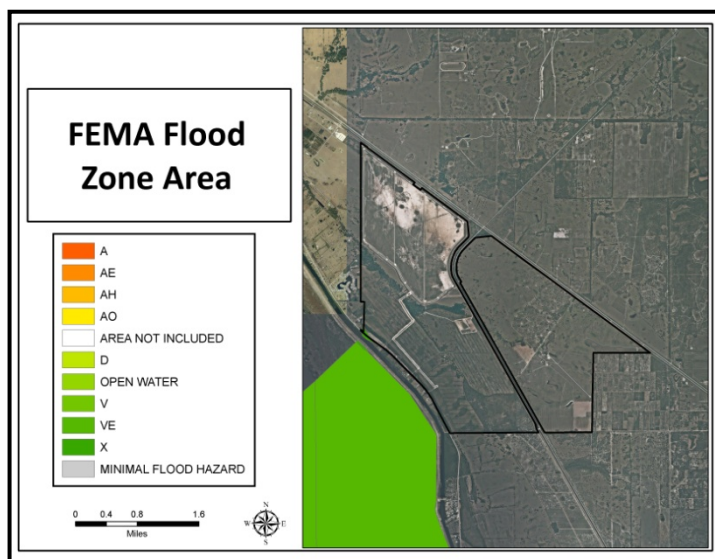 FEMA Flood
Zone Area
A
AE
AH
AO
AREA NOT INCLUDED
D
OPEN WATER
V
VE
X
MINIMAL FLOOD HAZARD
0 0.4 0.8 1.6
Miles
N
W E
S